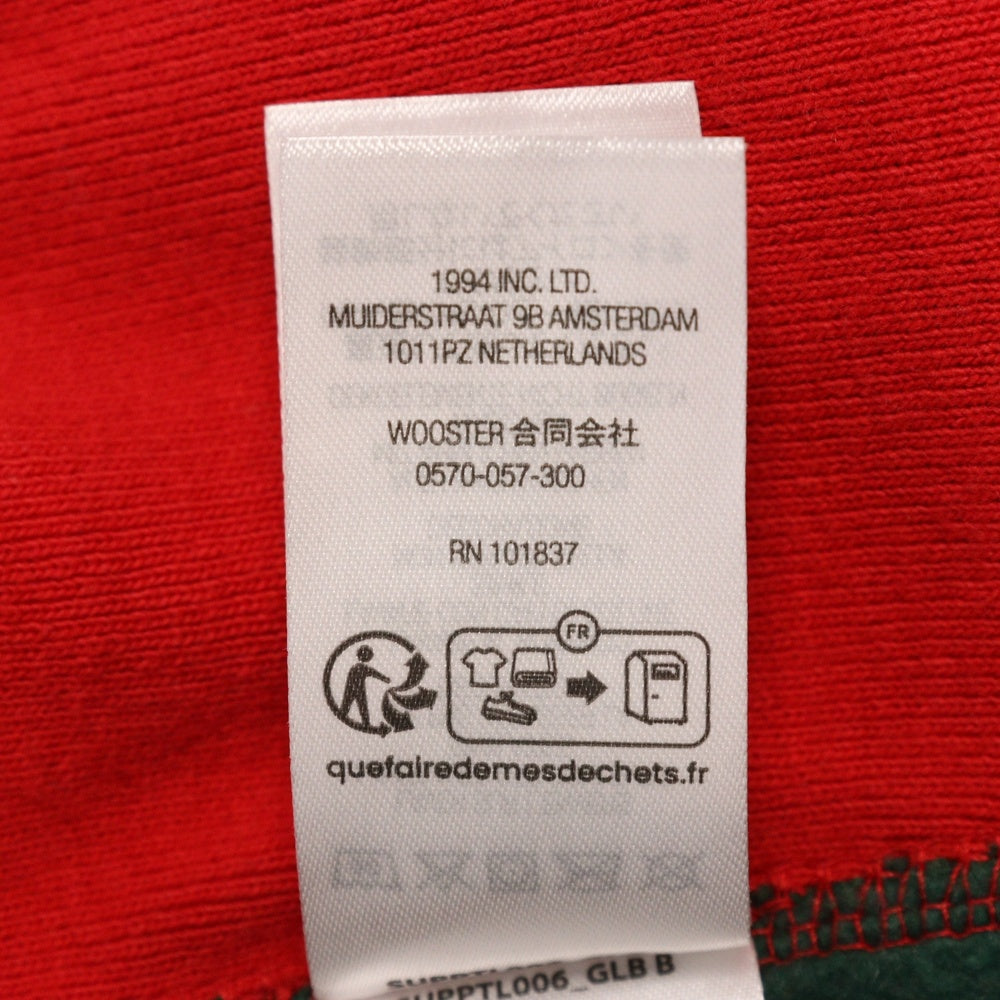 1994 INC. LTD.
MUIDERSTRAAT 9B AMSTERDAM
1011PZ NETHERLANDS
WOOSTER 合同会社
0570-057-300
RN 101837
FR
quefairedemesdechets.fr
SUPPTL006_GLB B